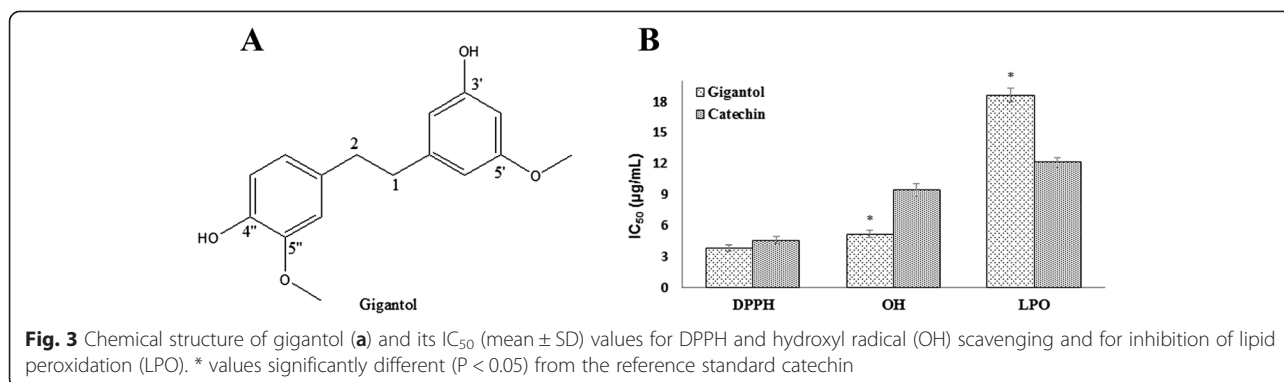 A
OH
3'
2
1
5'
O
HO
4"
5"
O
Gigantol
B
Gigantol
Catechin
IC50 (µg/mL)
18
15
12
9
6
3
0
*
*
DPPH
OH
LPO
Fig. 3 Chemical structure of gigantol (a) and its IC50 (mean ± SD) values for DPPH and hydroxyl radical (OH) scavenging and for inhibition of lipid
peroxidation (LPO). * values significantly different (P < 0.05) from the reference standard catechin